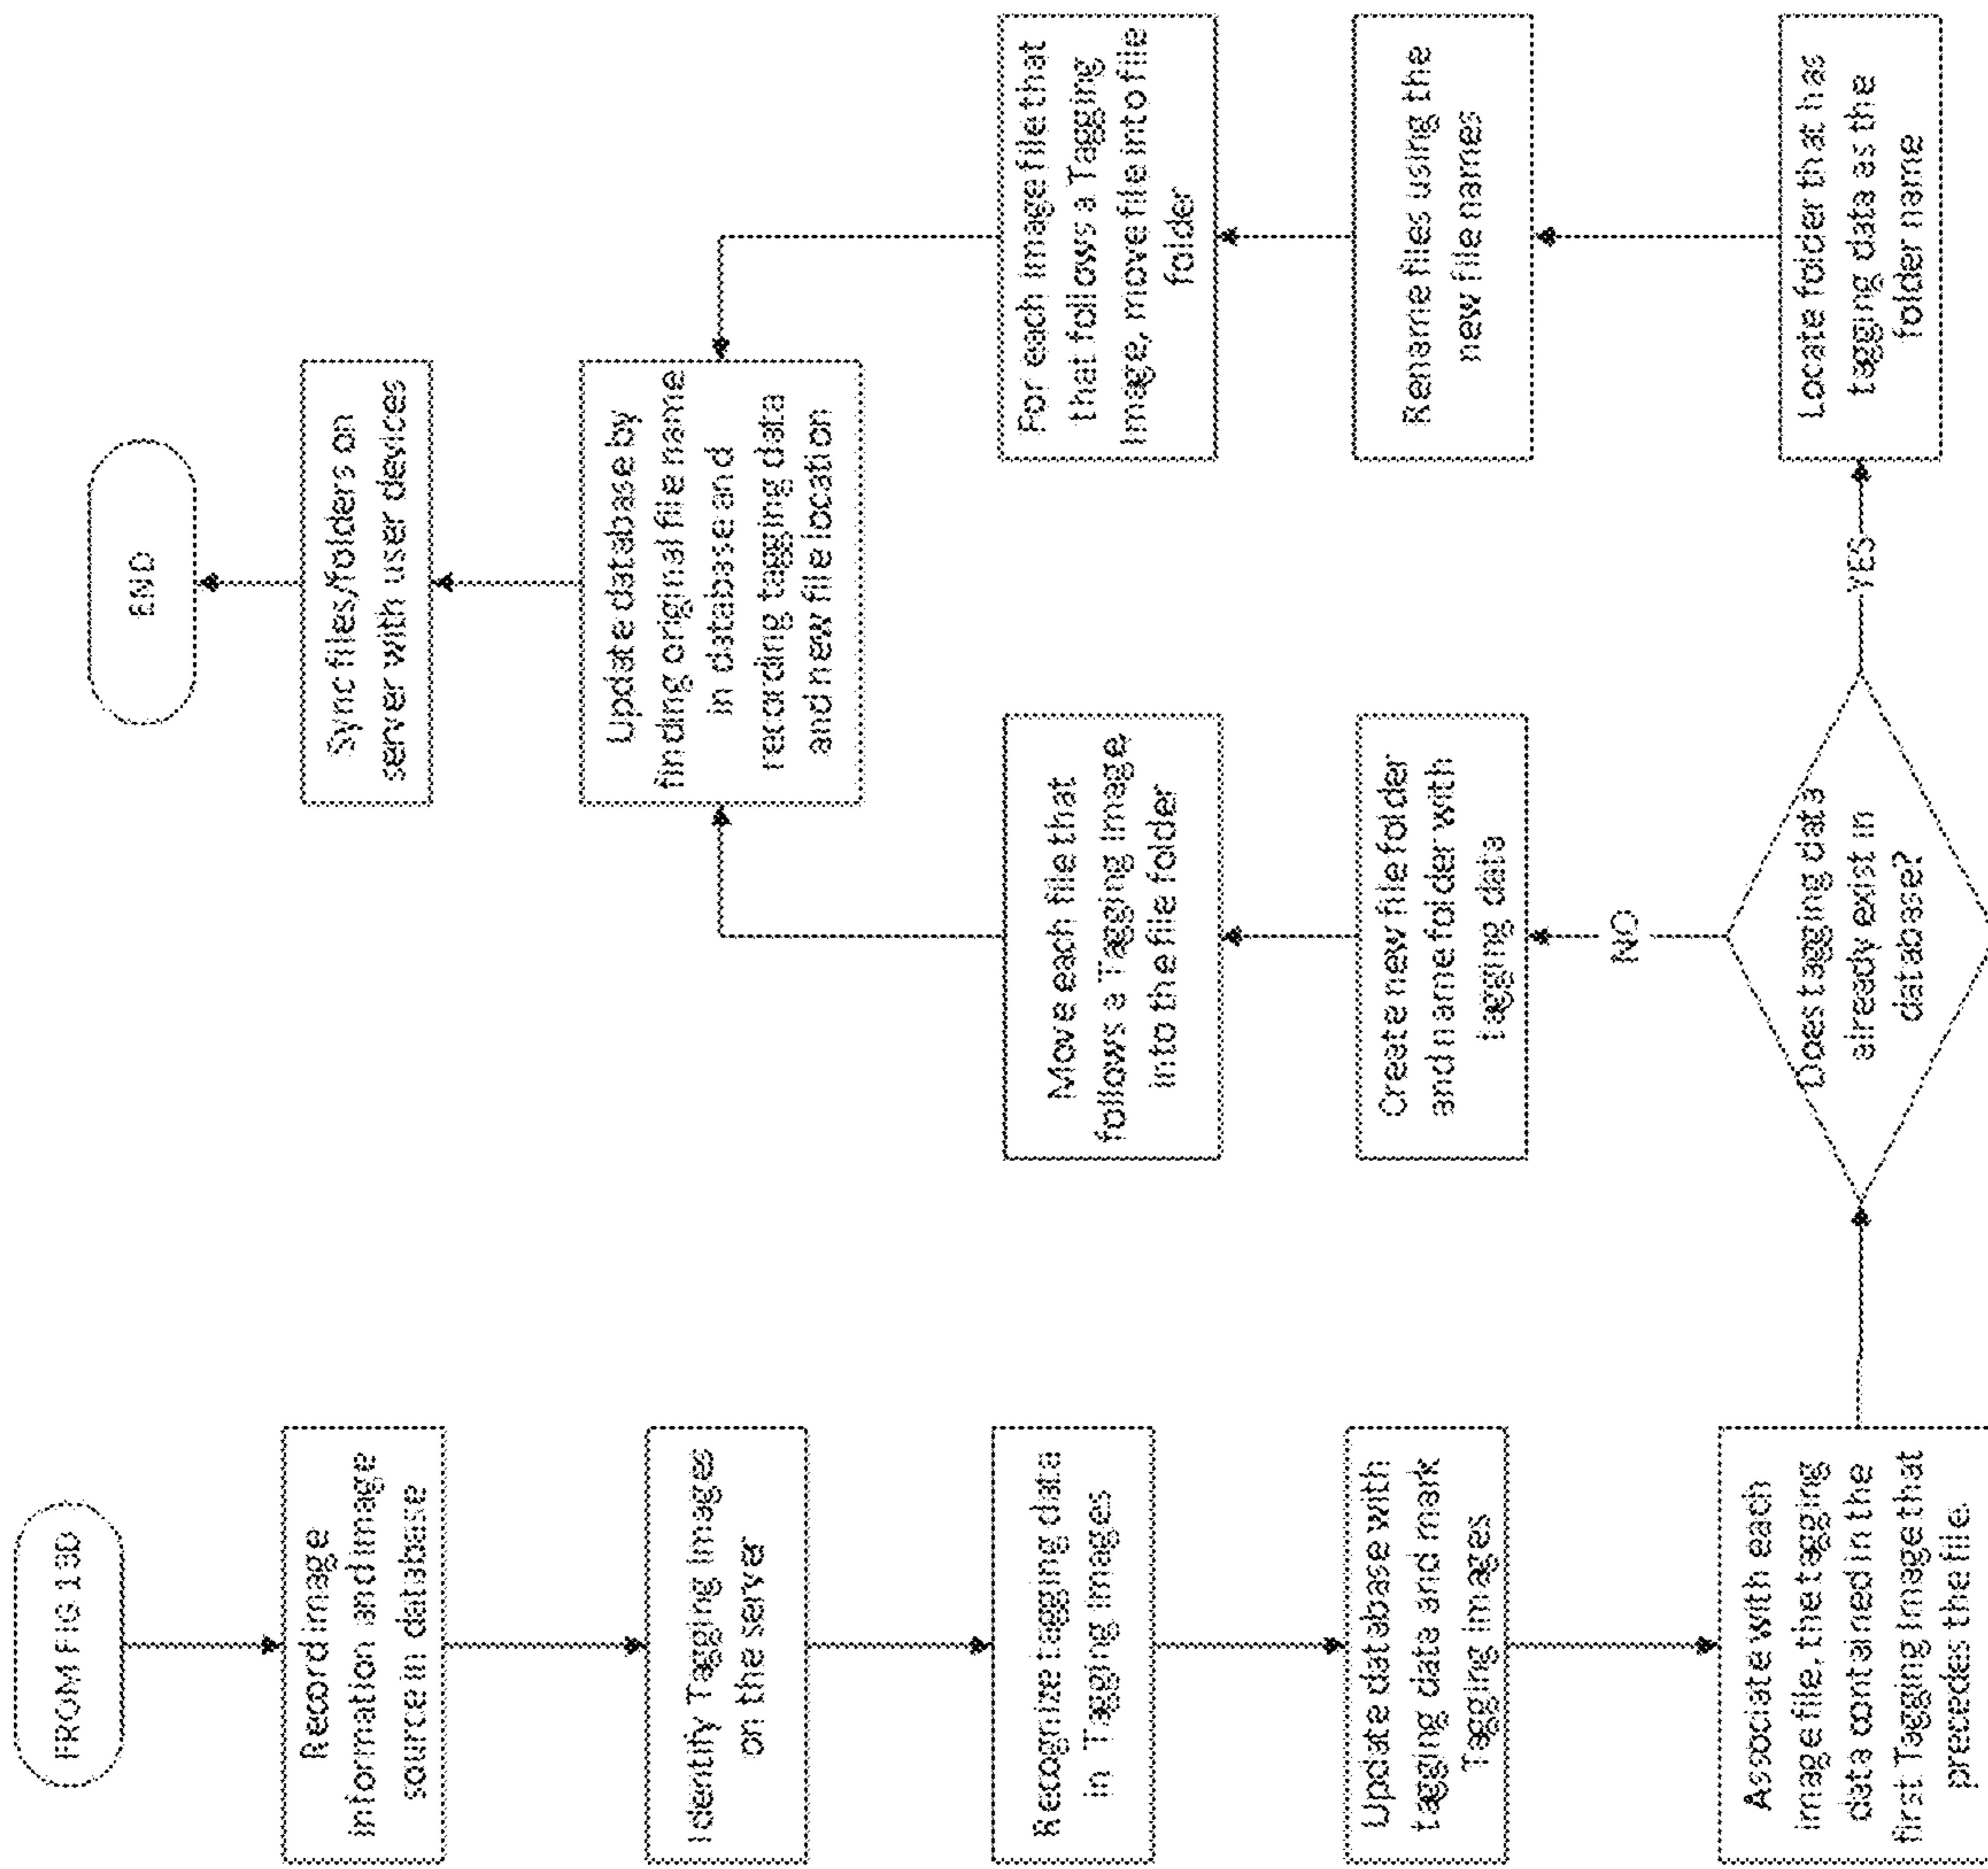 FROM FIG 13D
Record image
information and image
source in database
Identify Tagging Images
on the server
Recognize tagging data
in Tagging Images
Update database with
tagging date and mark
Tagging Images
Associate with each
image file, the tagging
data contained in the
first Tagging Image that
precedes the file.
Does tagging data
already exist in
database?
NO
Create new file folder
and name folder with
tagging data
Move each file that
follows a Tagging Image,
into the file folder
YES
Locate folder that has
tagging data as the
folder name
Rename files using the
new file names
For each image file that
that follows a Tagging
Image, move file into file
folder
Update database by
finding original file name
in database and
recording tagging data
and new file location
Sync files/folders on
server with user devices
END